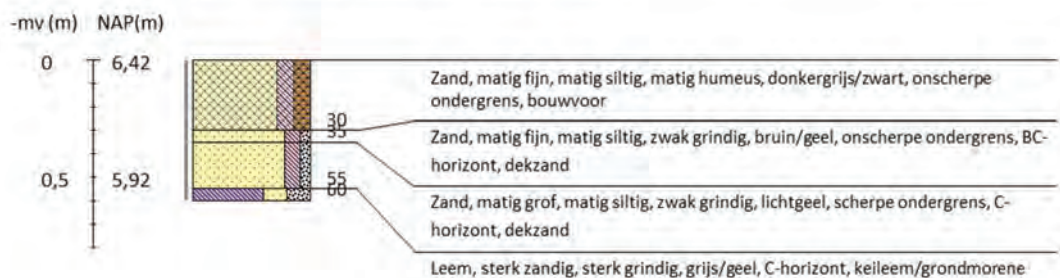 -mv (m) NAP(m)
0 6,42
Zand, matig fijn, matig siltig, matig humeus, donkergrijs/zwart, onscherpe
ondergrens, bouwvoor
30
35
Zand, matig fijn, matig siltig, zwak grindig, bruin/geel, onscherpe ondergrens, BC-
horizont, dekzand
0,5 5,92
55
60
Zand, matig grof, matig siltig, zwak grindig, lichtgeel, scherpe ondergrens, C-
horizont, dekzand
Leem, sterk zandig, sterk grindig, grijs/geel, C-horizont, keileem/grondmorene